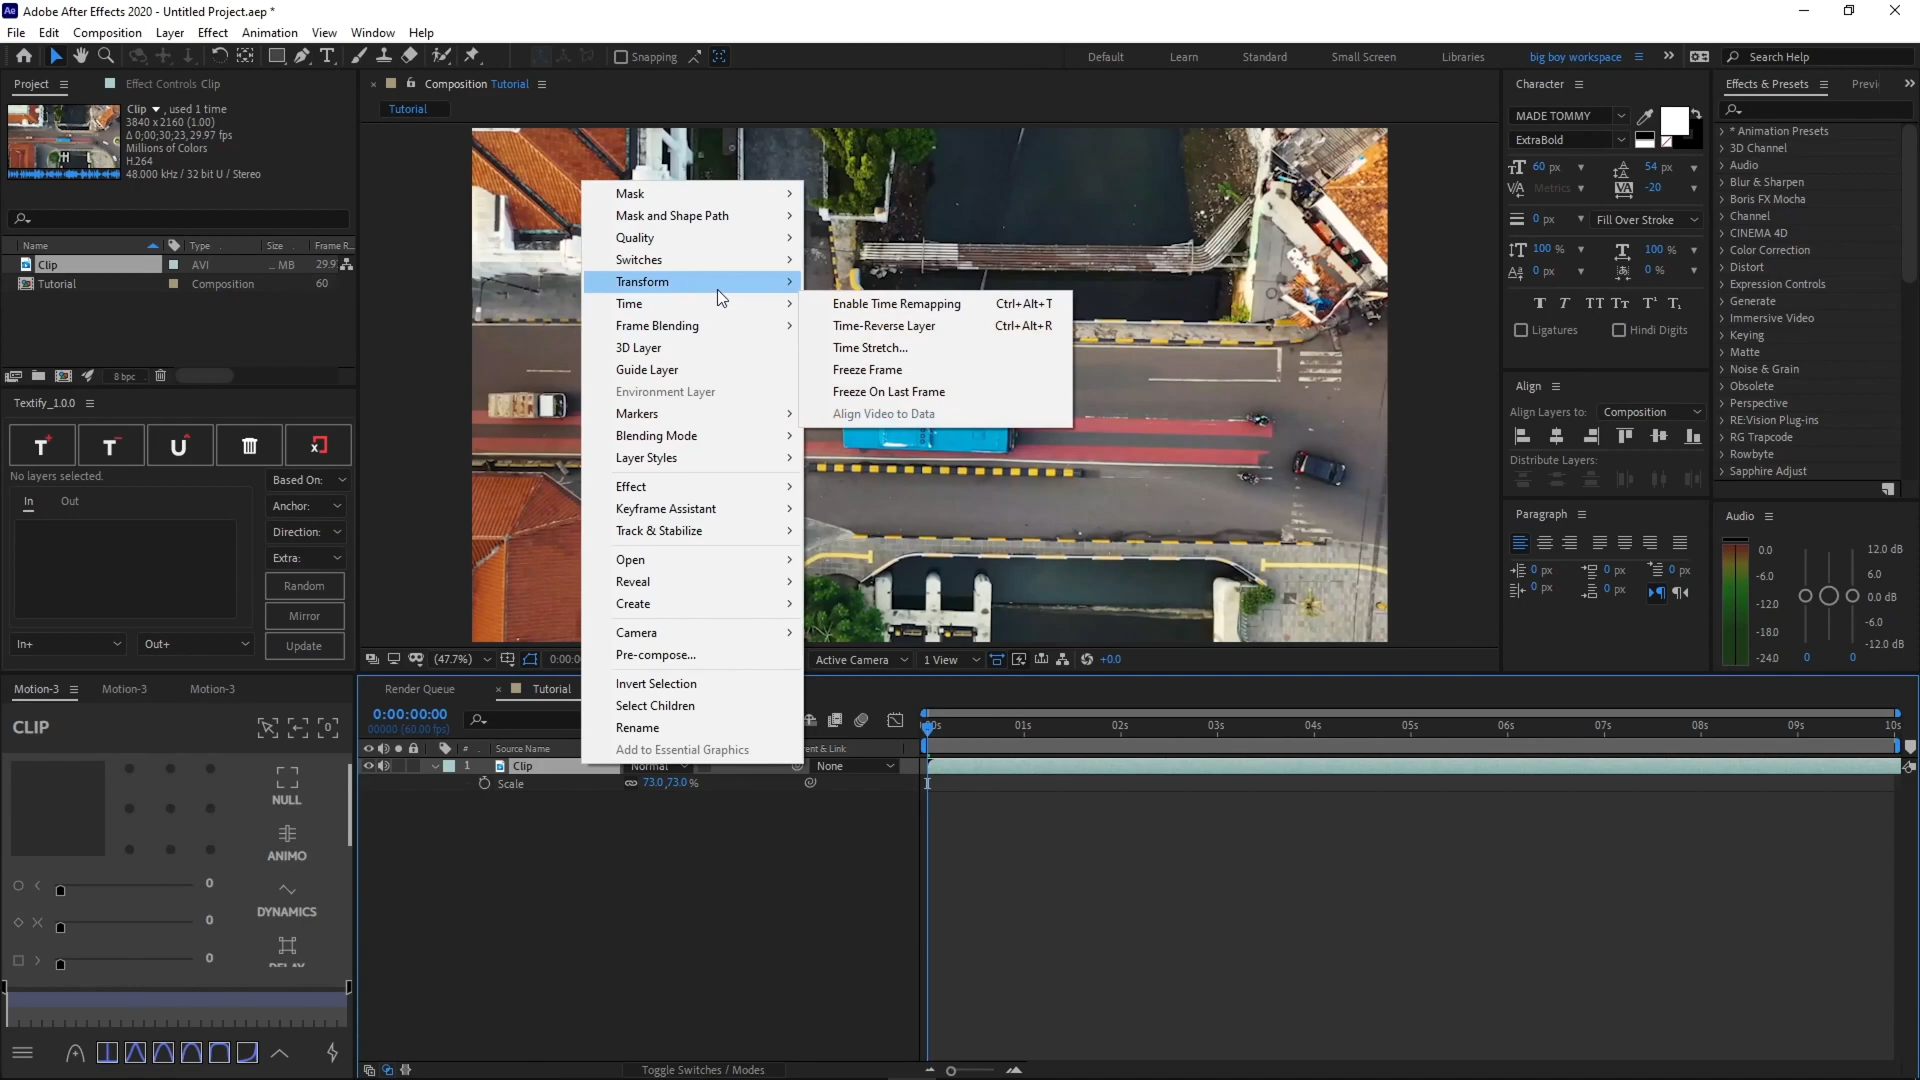 Ae Adobe After Effects 2020 - Untitled Project.aep *
File Edit Composition Layer Effect Animation View Window Help
Snapping
Default Learn Standard Small Screen Libraries big boy workspace
Search Help
Project
Effect Controls Clip
Clip , used 1 time
3840 x 2160 (1.00)
Δ 0;00;30;23, 29.97 fps
Millions of Colors
H.264
48.000 kHz / 32 bit U / Stereo
Name Type Size Frame R...
Clip AVI ... MB 29.9
Tutorial Composition 60
8 bpc
Textify_1.0.0
T+ T- U X
No layers selected.
Based On:
In Out
Anchor:
Direction:
Extra:
Random
Mirror
In+ Out+ Update
Composition Tutorial
Tutorial
Mask
Mask and Shape Path
Quality
Switches
Transform
Time
Frame Blending
3D Layer
Guide Layer
Environment Layer
Markers
Blending Mode
Layer Styles
Effect
Keyframe Assistant
Track & Stabilize
Open
Reveal
Create
Camera
Pre-compose...
Invert Selection
Select Children
Rename
Add to Essential Graphics
Enable Time Remapping Ctrl+Alt+T
Time-Reverse Layer Ctrl+Alt+R
Time Stretch...
Freeze Frame
Freeze On Last Frame
Align Video to Data
(47.7%) 0:00:0
Active Camera 1 View +0.0
Character
MADE TOMMY
ExtraBold
60 px 54 px
Metrics -20
0 px Fill Over Stroke
100 % 100 %
0 px 0 %
T T TT Tт T¹ T₁
Ligatures Hindi Digits
Align
Align Layers to: Composition
Distribute Layers:
Paragraph
0 px 0 px 0 px
0 px 0 px
Effects & Presets Previ
* Animation Presets
3D Channel
Audio
Blur & Sharpen
Boris FX Mocha
Channel
CINEMA 4D
Color Correction
Distort
Expression Controls
Generate
Immersive Video
Keying
Matte
Noise & Grain
Obsolete
Perspective
RE:Vision Plug-ins
RG Trapcode
Rowbyte
Sapphire Adjust
Audio
0.0 12.0 dB
-6.0 6.0
-12.0 0.0 dB
-18.0 -6.0
-24.0 -12.0 dB
0 0
Motion-3 Motion-3 Motion-3
CLIP
NULL
ANIMO
0
DYNAMICS
0
0
Render Queue Tutorial
0:00:00:00
00000 (60.00 fps)
# Source Name rent & Link
1 Clip Normal None
Scale 73.0,73.0 %
00s 01s 02s 03s 04s 05s 06s 07s 08s 09s 10s
Toggle Switches / Modes